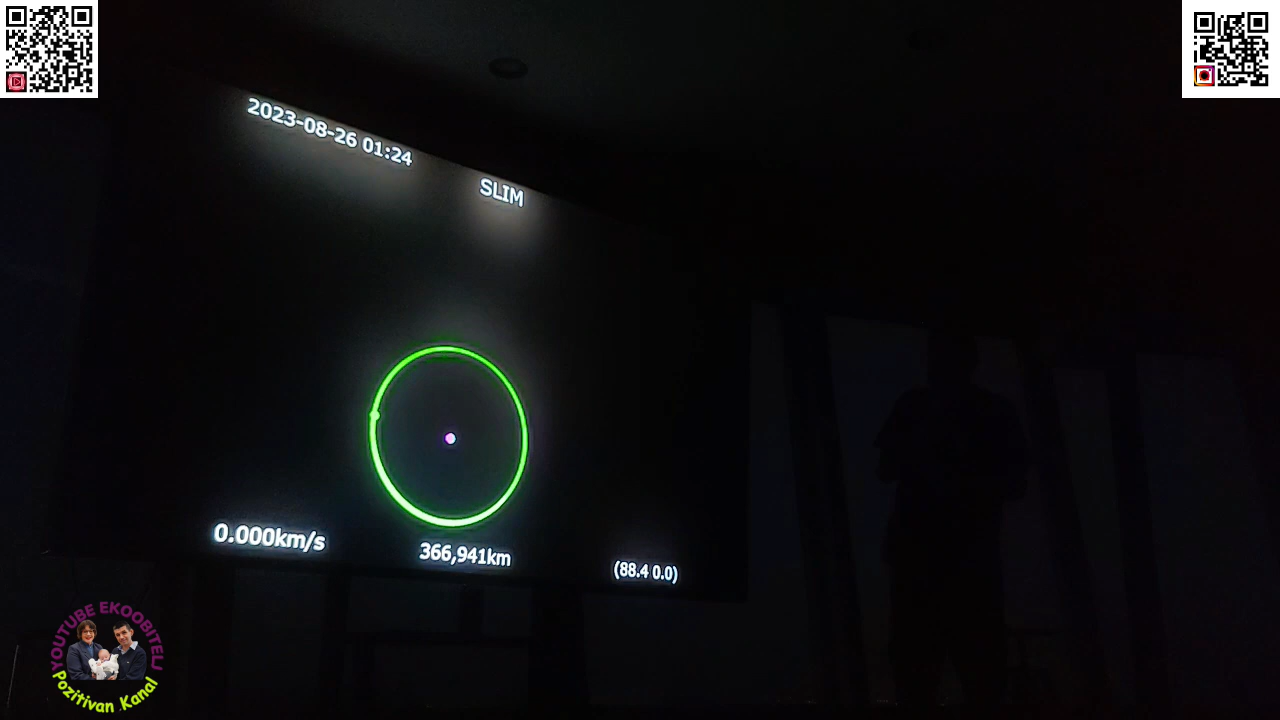 2023-08-26 01:24
SLIM
0.000km/s
366,941km
(88.4 0.0)
YOUTUBE EKOOBITELJ
Pozitivan Kanal